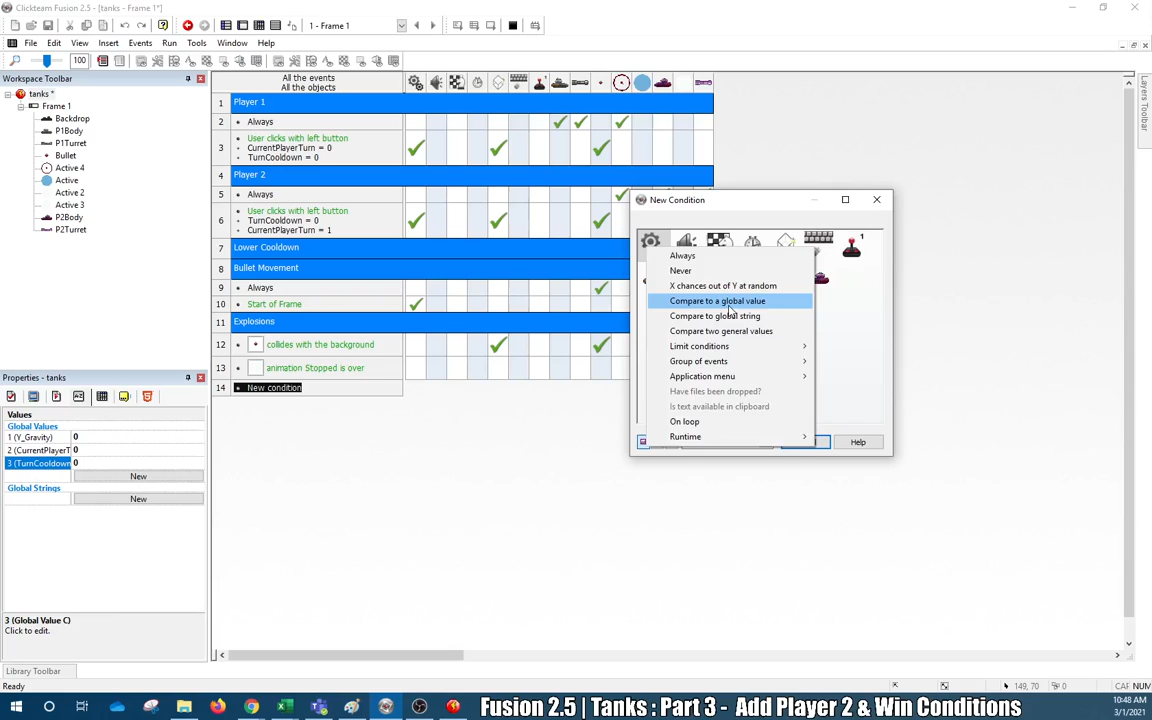 Clickteam Fusion 2.5 - [tanks - Frame 1*]
1 - Frame 1
File Edit View Insert Events Run Tools Window Help
100
Workspace Toolbar
tanks *
Frame 1
Backdrop
P1Body
P1Turret
Bullet
Active 4
Active
Active 2
Active 3
P2Body
P2Turret
Properties - tanks
Values
Global Values
1 (Y_Gravity) 0
2 (CurrentPlayerT 0
3 (TurnCooldown 0
New
Global Strings
New
3 (Global Value C)
Click to edit.
Library Toolbar
Ready
All the events
All the objects
1 Player 1
2 Always
3 User clicks with left button
CurrentPlayerTurn = 0
TurnCooldown = 0
4 Player 2
5 Always
6 User clicks with left button
TurnCooldown = 0
CurrentPlayerTurn = 1
7 Lower Cooldown
8 Bullet Movement
9 Always
10 Start of Frame
11 Explosions
12 collides with the background
13 animation Stopped is over
14 New condition
New Condition
1
Always
Never
X chances out of Y at random
Compare to a global value
Compare to global string
Compare two general values
Limit conditions
Group of events
Application menu
Have files been dropped?
Is text available in clipboard
On loop
Runtime
Help
Layers Toolbar
149, 70
0
CAP NUM
10:48 AM
3/1/2021
Fusion 2.5 | Tanks : Part 3 - Add Player 2 & Win Conditions